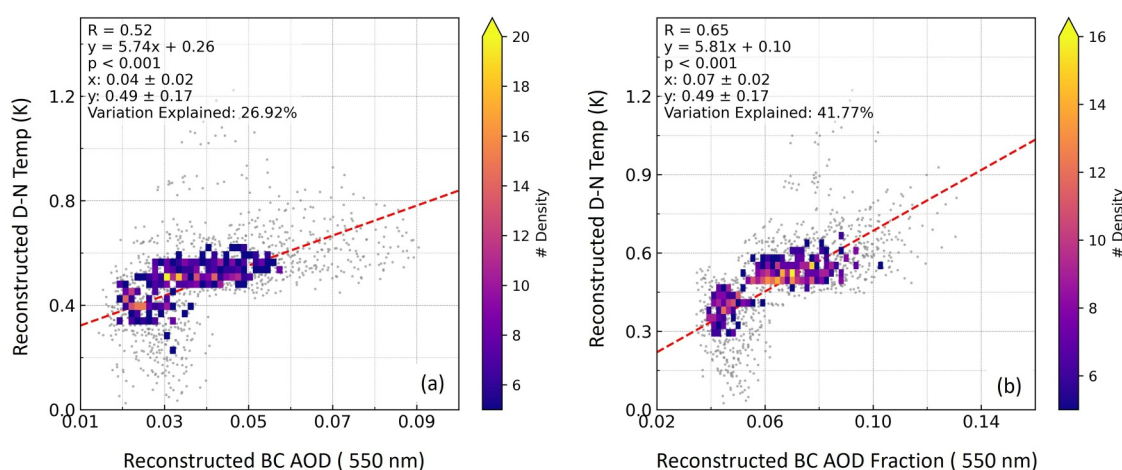 R = 0.52
y = 5.74x + 0.26
p < 0.001
x: 0.04 ± 0.02
y: 0.49 ± 0.17
Variation Explained: 26.92%
Reconstructed D-N Temp (K)
1.2
0.8
0.4
0.0
0.01
0.03
0.05
0.07
0.09
(a)
Reconstructed BC AOD ( 550 nm)
20
18
16
14
12
10
8
6
# Density
R = 0.65
y = 5.81x + 0.10
p < 0.001
x: 0.07 ± 0.02
y: 0.49 ± 0.17
Variation Explained: 41.77%
Reconstructed D-N Temp (K)
1.2
0.9
0.6
0.3
0.0
0.02
0.06
0.10
0.14
(b)
Reconstructed BC AOD Fraction ( 550 nm)
16
14
12
10
8
6
# Density